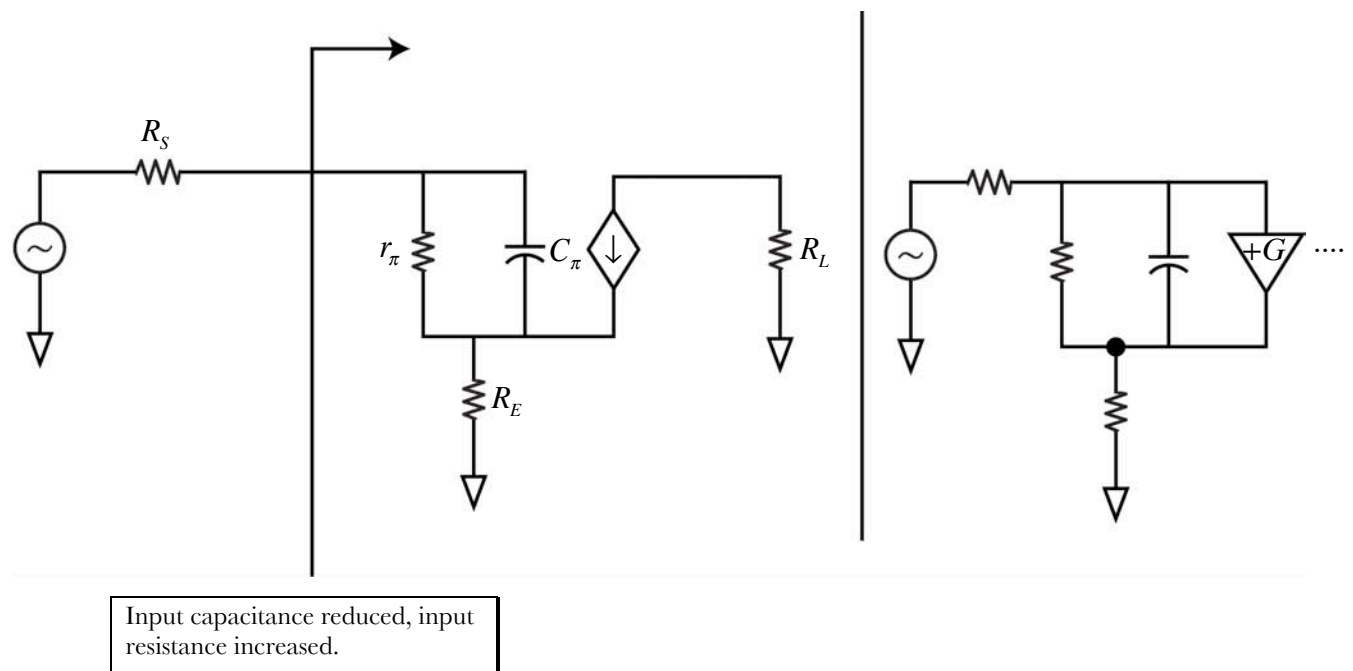 R_S
r_π
C_π
R_L
R_E
+G ....
Input capacitance reduced, input
resistance increased.